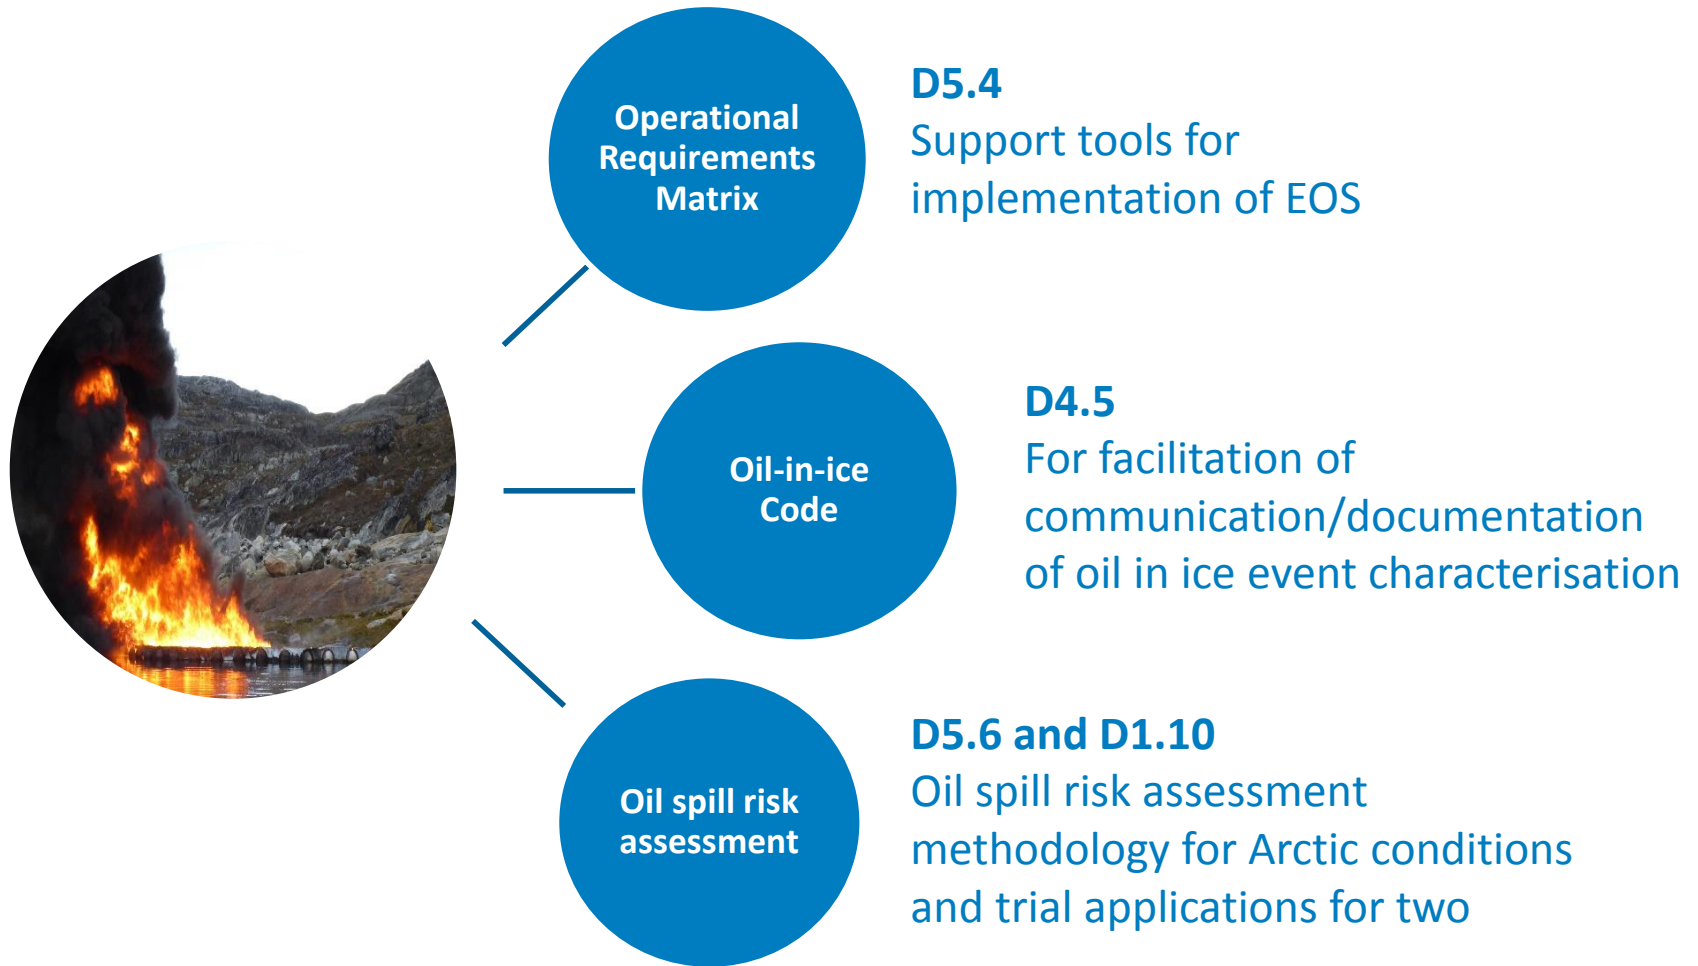 Operational
Requirements
Matrix
D5.4
Support tools for
implementation of EOS
Oil-in-ice
Code
D4.5
For facilitation of
communication/documentation
of oil in ice event characterisation
Oil spill risk
assessment
D5.6 and D1.10
Oil spill risk assessment
methodology for Arctic conditions
and trial applications for two